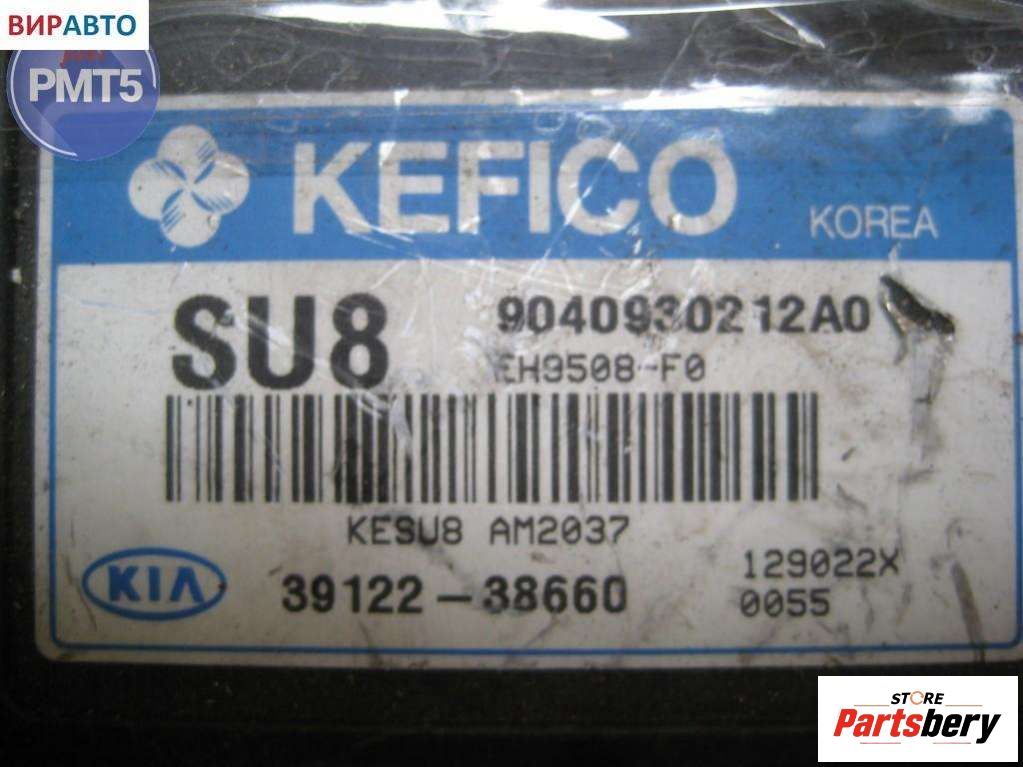 ВИРАВТО
PMT5
KEFICO
KOREA
SU8
9040930212A0
EH9508-F0
KESU8 AM2037
129022X
KIA
39122-38660
0055
STORE
Partsbery